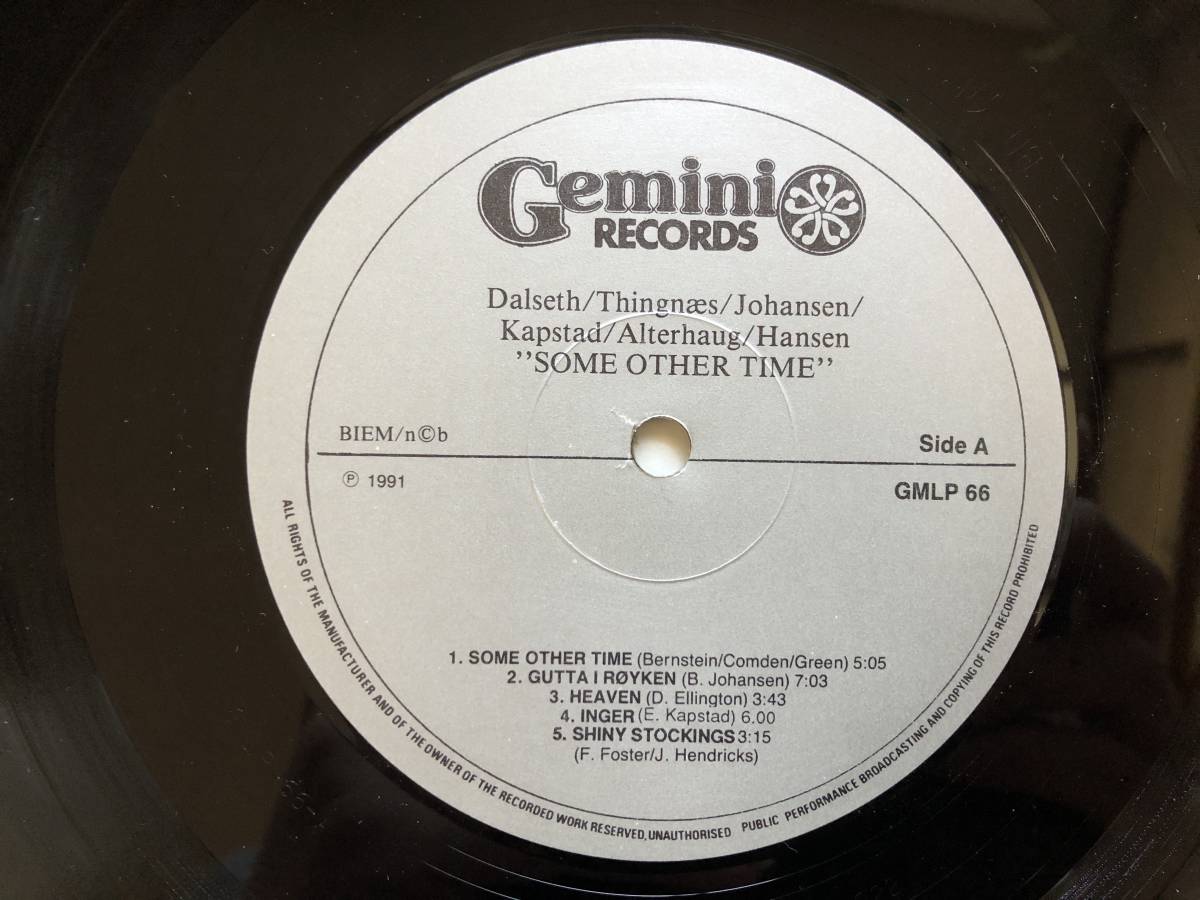 Gemini
RECORDS
Dalseth/Thingnæs/Johansen/
Kapstad/Alterhaug/Hansen
”SOME OTHER TIME”
BIEM/n©b
Side A
℗ 1991
GMLP 66
1. SOME OTHER TIME (Bernstein/Comden/Green) 5:05
2. GUTTA I RØYKEN (B. Johansen) 7:03
3. HEAVEN (D. Ellington) 3:43
4. INGER (E. Kapstad) 6.00
5. SHINY STOCKINGS 3:15
(F. Foster/J. Hendricks)
ALL RIGHTS OF THE MANUFACTURER AND OF THE OWNER OF THE RECORDED WORK RESERVED, UNAUTHORISED PUBLIC PERFORMANCE BROADCASTING AND COPYING OF THIS RECORD PROHIBITED